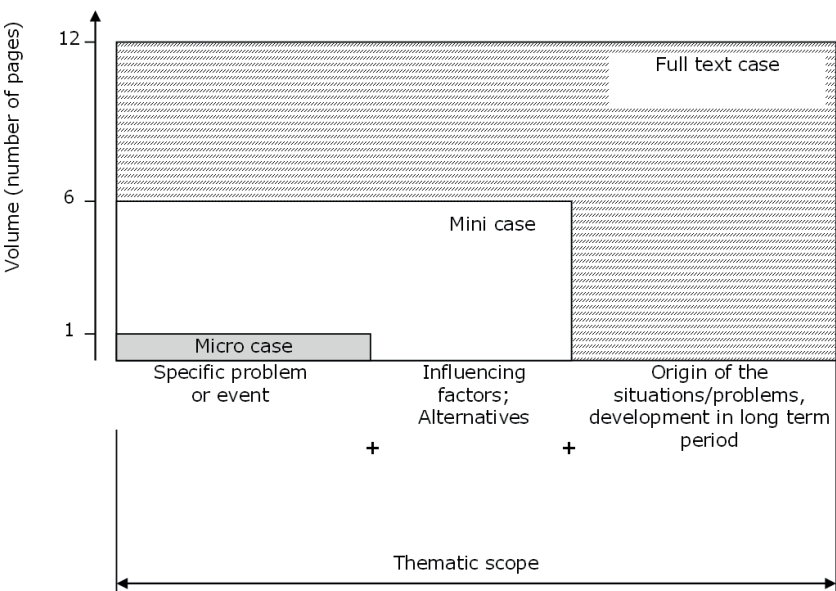 Volume (number of pages)
12
Full text case
6
Mini case
1
Micro case
Specific problem
or event
Influencing
factors;
Alternatives
Origin of the
situations/problems,
development in long term
period
+
+
Thematic scope